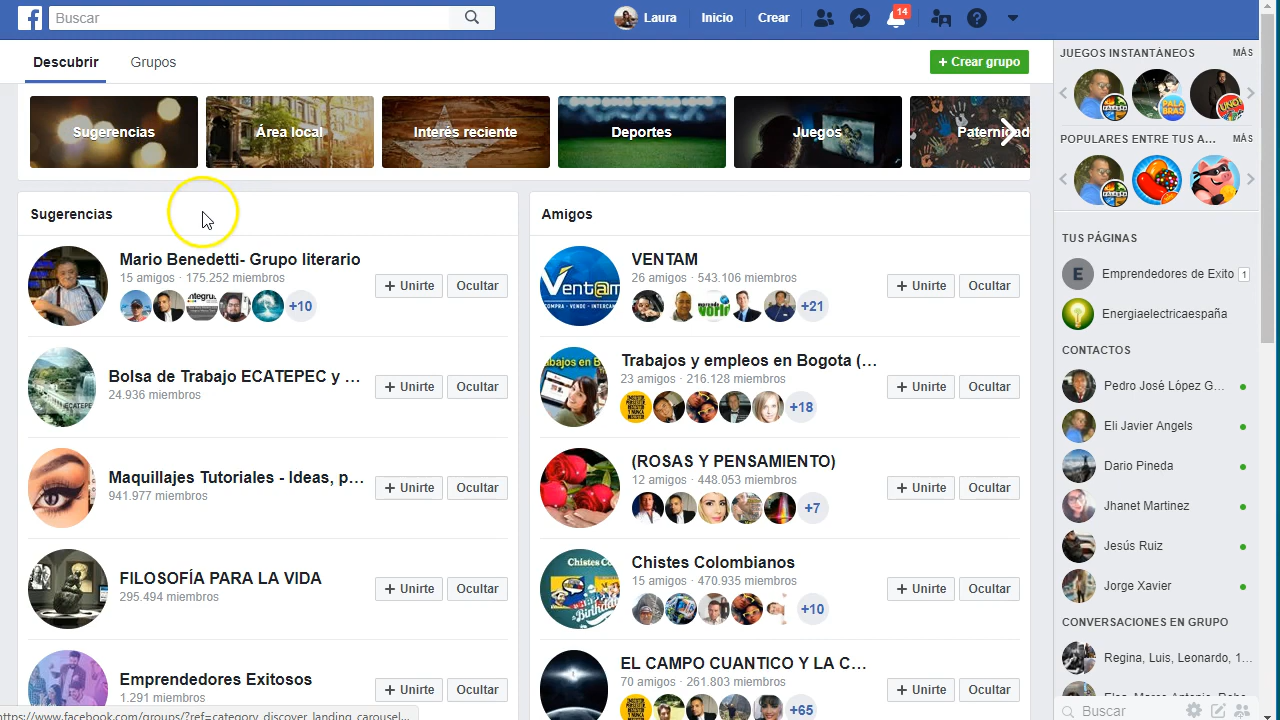 Buscar
Laura
Inicio
Crear
14
Descubrir
Grupos
+ Crear grupo
Sugerencias
Área local
Interés reciente
Deportes
Juegos
Paternidad
Sugerencias
Mario Benedetti- Grupo literario
15 amigos · 175.252 miembros
+10
+ Unirte
Ocultar
Bolsa de Trabajo ECATEPEC y ...
24.936 miembros
+ Unirte
Ocultar
Maquillajes Tutoriales - Ideas, p...
941.977 miembros
+ Unirte
Ocultar
FILOSOFÍA PARA LA VIDA
295.494 miembros
+ Unirte
Ocultar
Emprendedores Exitosos
1.291 miembros
+ Unirte
Ocultar
Amigos
VENTAM
26 amigos · 543.106 miembros
+21
+ Unirte
Ocultar
Trabajos y empleos en Bogota (...
23 amigos · 216.128 miembros
+18
+ Unirte
Ocultar
(ROSAS Y PENSAMIENTO)
12 amigos · 448.053 miembros
+7
+ Unirte
Ocultar
Chistes Colombianos
15 amigos · 470.935 miembros
+10
+ Unirte
Ocultar
EL CAMPO CUANTICO Y LA C...
70 amigos · 261.803 miembros
+65
+ Unirte
Ocultar
JUEGOS INSTANTÁNEOS
MÁS
POPULARES ENTRE TUS A...
MÁS
TUS PÁGINAS
E
Emprendedores de Exito
1
Energiaelectricaespaña
CONTACTOS
Pedro José López G...
Eli Javier Angels
Dario Pineda
Jhanet Martinez
Jesús Ruiz
Jorge Xavier
CONVERSACIONES EN GRUPO
Regina, Luis, Leonardo, 1...
Buscar
https://www.facebook.com/groups/?ref=category_discover_landing_carousel...